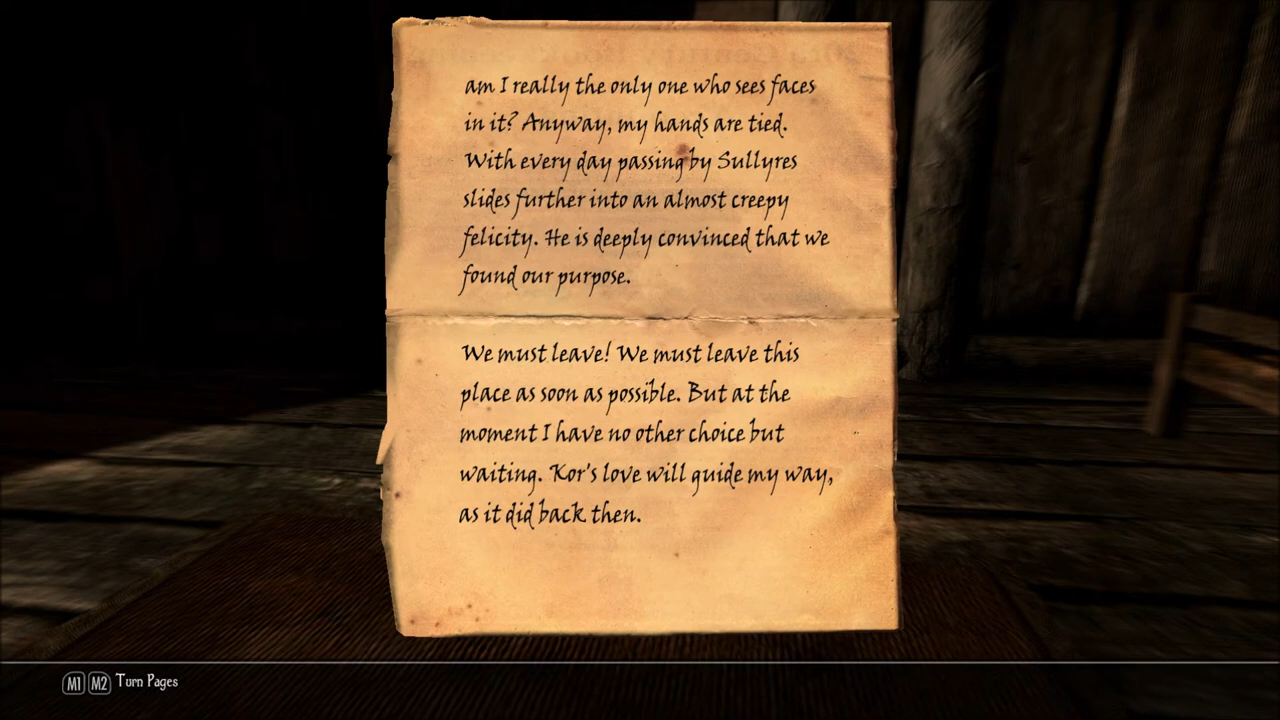 am I really the only one who sees faces
in it? Anyway, my hands are tied.
With every day passing by Sullyres
slides further into an almost creepy
felicity. He is deeply convinced that we
found our purpose.
We must leave! We must leave this
place as soon as possible. But at the
moment I have no other choice but
waiting. Kor's love will guide my way,
as it did back then.
M1 M2 Turn Pages